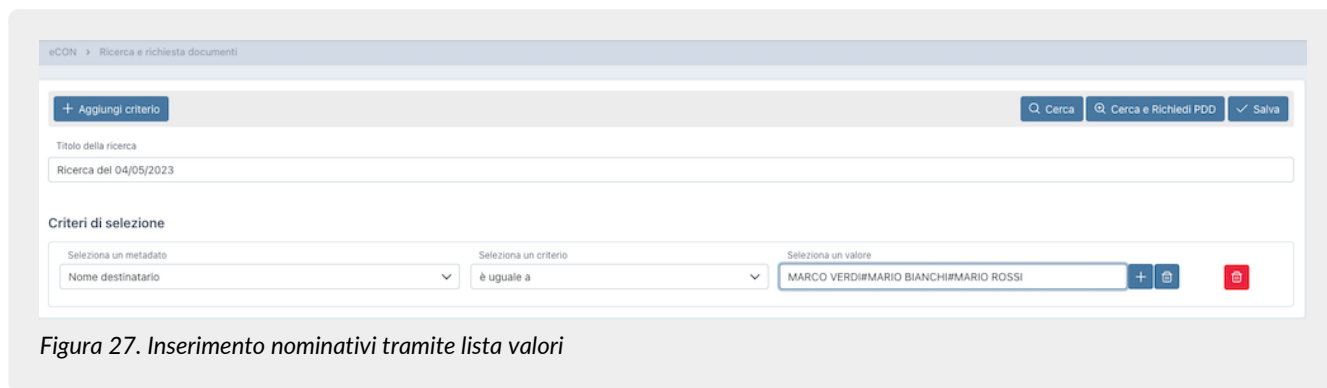 eCON > Ricerca e richiesta documenti
+ Aggiungi criterio Cerca Cerca e Richiedi PDD Salva
Titolo della ricerca
Ricerca del 04/05/2023
Criteri di selezione
Seleziona un metadato Seleziona un criterio Seleziona un valore
Nome destinatario è uguale a MARCO VERDI#MARIO BIANCHI#MARIO ROSSI +
Figura 27. Inserimento nominativi tramite lista valori